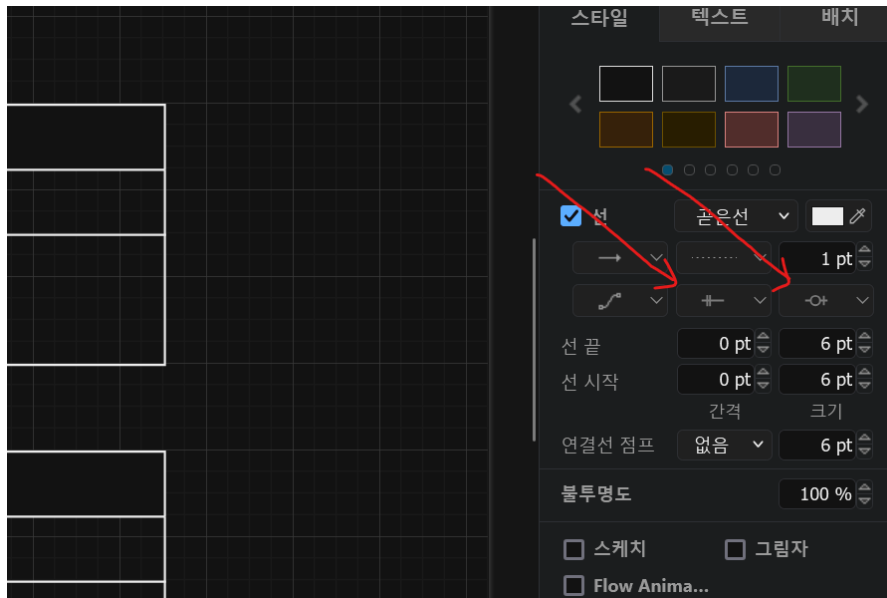 스타일 텍스트 배치
선 곧은선
1 pt
선 끝 0 pt 6 pt
선 시작 0 pt 6 pt
간격 크기
연결선 점프 없음 6 pt
불투명도 100 %
스케치 그림자
Flow Anima...